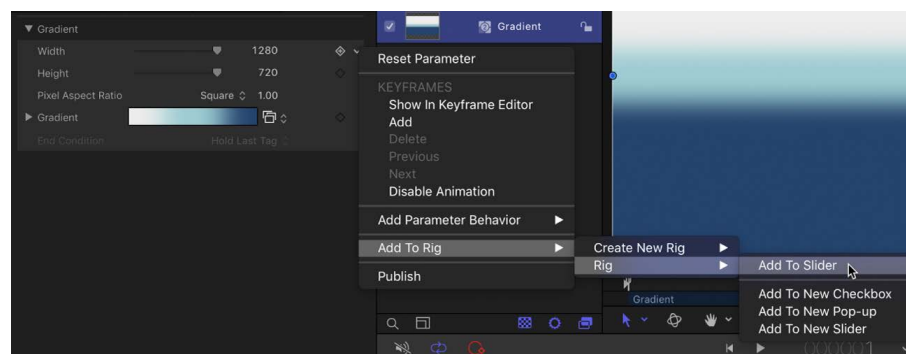 Gradient
Width 1280
Height 720
Pixel Aspect Ratio Square 1.00
Gradient
End Condition Hold Last Tag
Gradient
Reset Parameter
KEYFRAMES
Show In Keyframe Editor
Add
Delete
Previous
Next
Disable Animation
Add Parameter Behavior
Add To Rig
Publish
Create New Rig
Rig
Add To Slider
Add To New Checkbox
Add To New Pop-up
Add To New Slider
Gradient